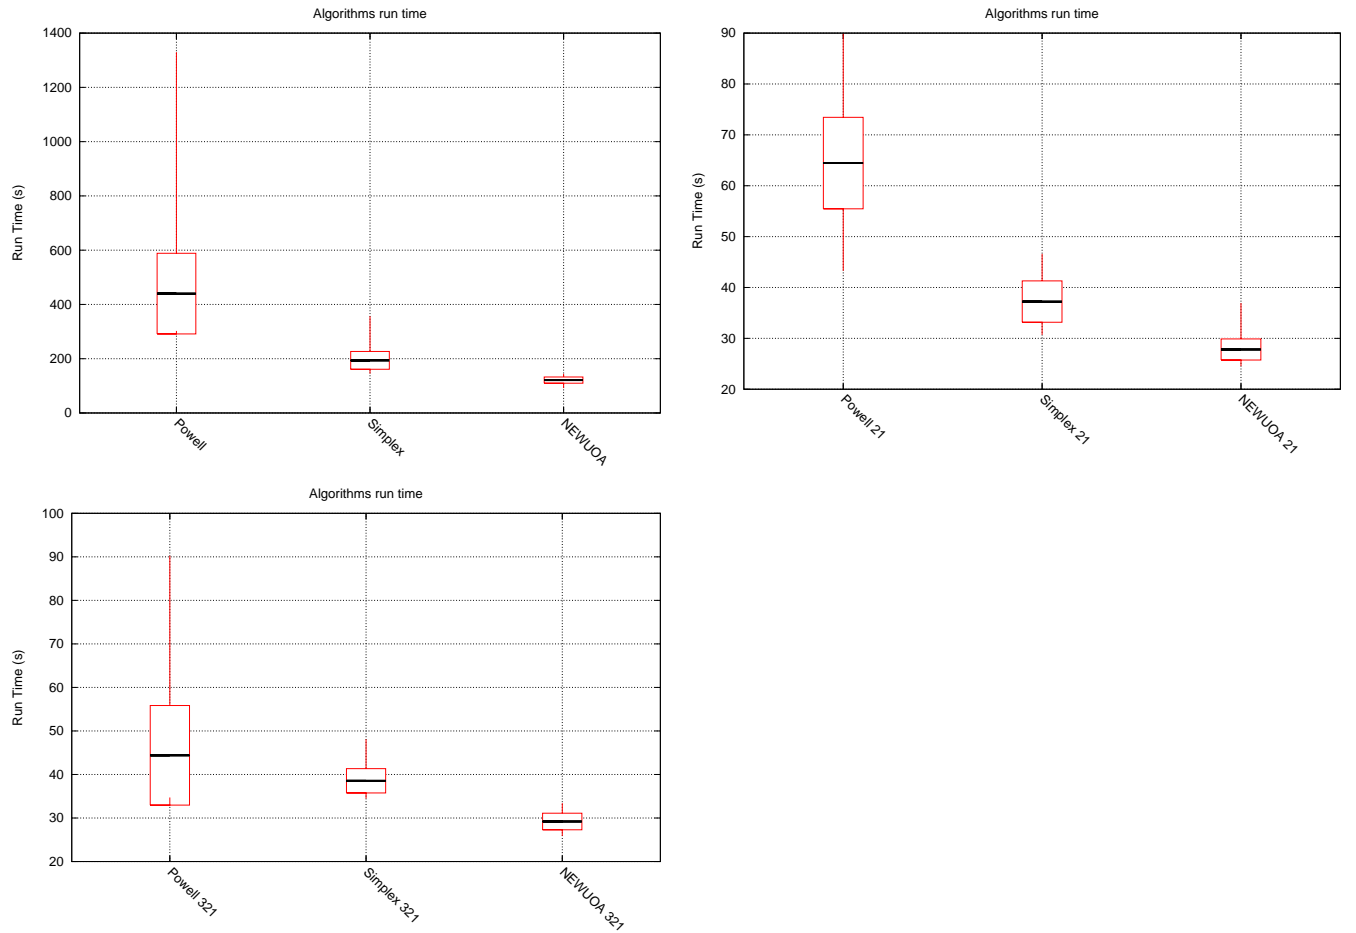 Algorithms run time
1400
1200
1000
800
600
400
200
0
Run Time (s)
Powell
Simplex
NEWUOA
Algorithms run time
90
80
70
60
50
40
30
20
Run Time (s)
Powell 21
Simplex 21
NEWUOA 21
Algorithms run time
100
90
80
70
60
50
40
30
20
Run Time (s)
Powell 321
Simplex 321
NEWUOA 321